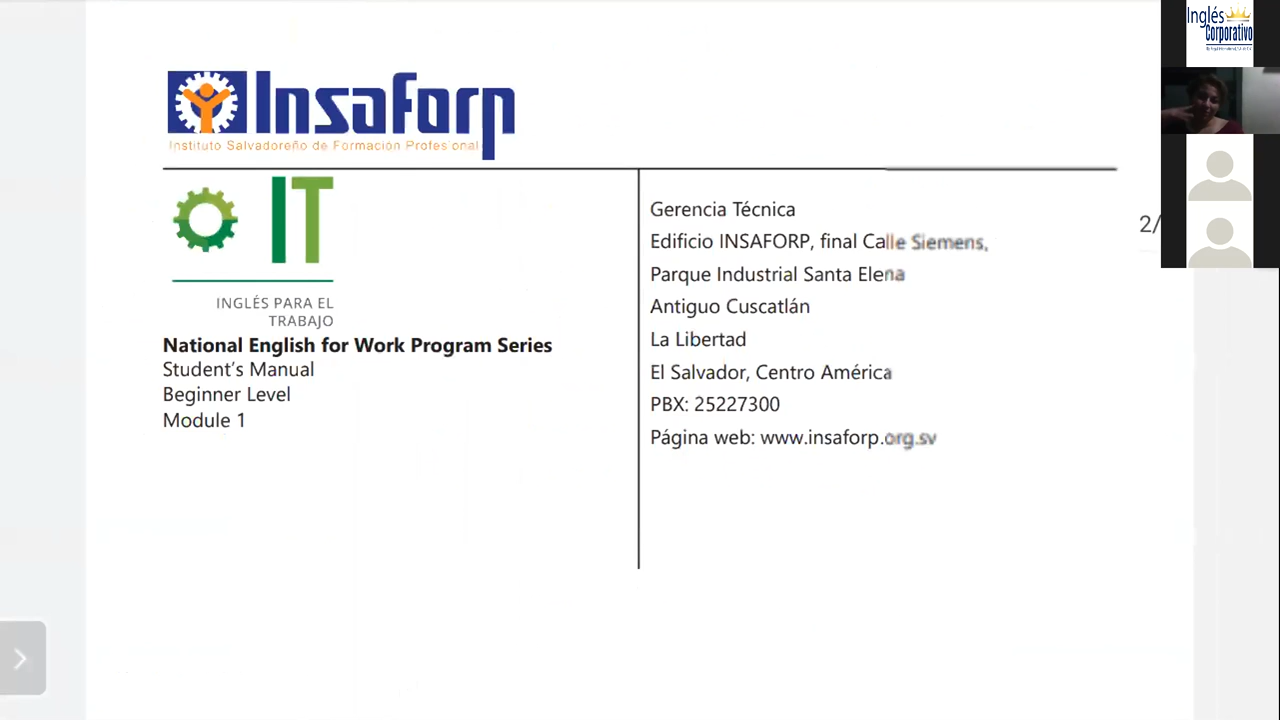 Inglés
Corporativo
Insaforp
Instituto Salvadoreño de Formación Profesional
IT
INGLÉS PARA EL
TRABAJO
National English for Work Program Series
Student's Manual
Beginner Level
Module 1
Gerencia Técnica
Edificio INSAFORP, final Calle Siemens,
Parque Industrial Santa Elena
Antiguo Cuscatlán
La Libertad
El Salvador, Centro América
PBX: 25227300
Página web: www.insaforp.org.sv
2/